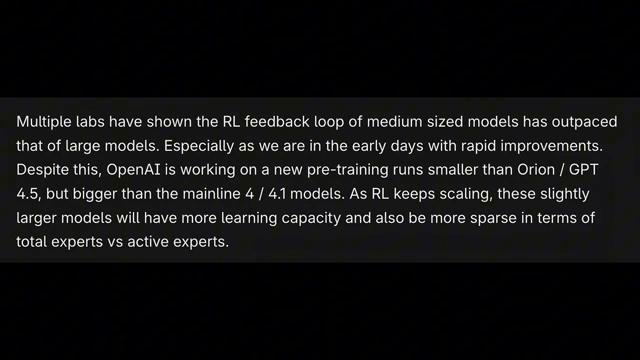 Multiple labs have shown the RL feedback loop of medium sized models has outpaced
that of large models. Especially as we are in the early days with rapid improvements.
Despite this, OpenAI is working on a new pre-training runs smaller than Orion / GPT
4.5, but bigger than the mainline 4 / 4.1 models. As RL keeps scaling, these slightly
larger models will have more learning capacity and also be more sparse in terms of
total experts vs active experts.